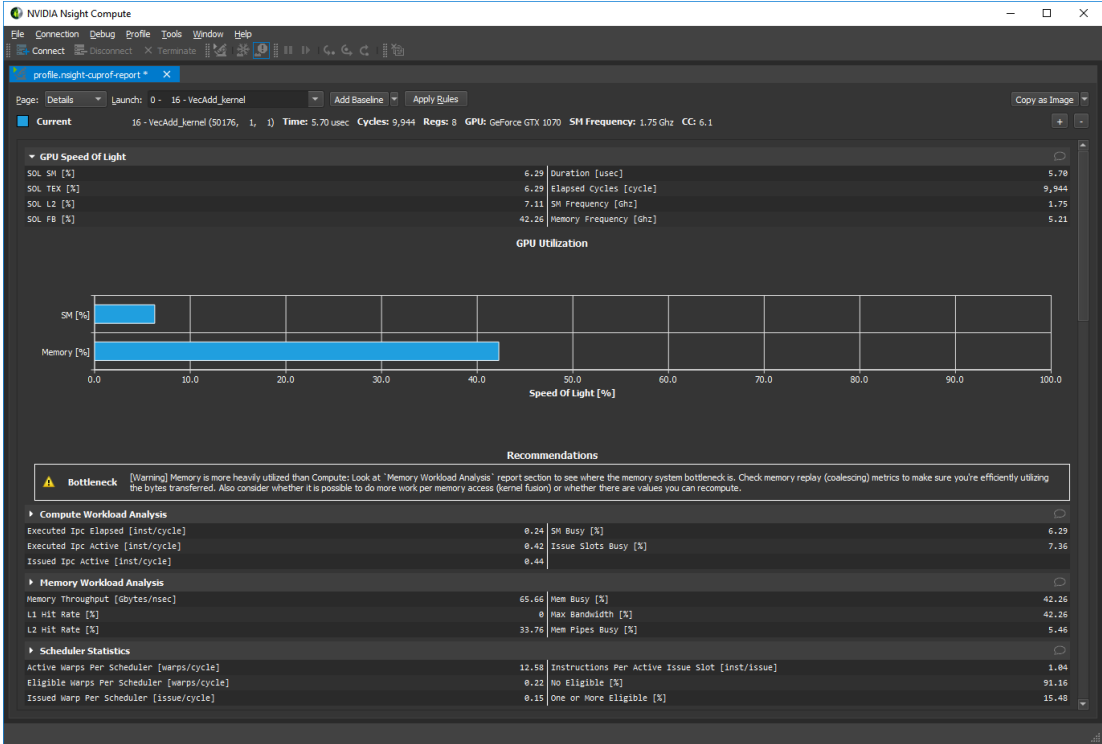 NVIDIA Nsight Compute
File Connection Debug Profile Tools Window Help
Connect Disconnect Terminate
profile.nsight-cuprof-report *
Page: Details Launch: 0 - 16 - VecAdd_kernel Add Baseline Apply Rules Copy as Image
Current 16 - VecAdd_kernel (50176, 1, 1) Time: 5.70 usec Cycles: 9,944 Regs: 8 GPU: GeForce GTX 1070 SM Frequency: 1.75 Ghz CC: 6.1 + -
GPU Speed Of Light
SOL SM [%] 6.29 Duration [usec] 5.70
SOL TEX [%] 6.29 Elapsed Cycles [cycle] 9,944
SOL L2 [%] 7.11 SM Frequency [Ghz] 1.75
SOL FB [%] 42.26 Memory Frequency [Ghz] 5.21
GPU Utilization
SM [%]
Memory [%]
0.0 10.0 20.0 30.0 40.0 50.0 60.0 70.0 80.0 90.0 100.0
Speed Of Light [%]
Recommendations
Bottleneck [Warning] Memory is more heavily utilized than Compute: Look at `Memory Workload Analysis` report section to see where the memory system bottleneck is. Check memory replay (coalescing) metrics to make sure you're efficiently utilizing
the bytes transferred. Also consider whether it is possible to do more work per memory access (kernel fusion) or whether there are values you can recompute.
Compute Workload Analysis
Executed Ipc Elapsed [inst/cycle] 0.24 SM Busy [%] 6.29
Executed Ipc Active [inst/cycle] 0.42 Issue Slots Busy [%] 7.36
Issued Ipc Active [inst/cycle] 0.44
Memory Workload Analysis
Memory Throughput [Gbytes/nsec] 65.66 Mem Busy [%] 42.26
L1 Hit Rate [%] 0 Max Bandwidth [%] 42.26
L2 Hit Rate [%] 33.76 Mem Pipes Busy [%] 5.46
Scheduler Statistics
Active Warps Per Scheduler [warps/cycle] 12.58 Instructions Per Active Issue Slot [inst/issue] 1.04
Eligible Warps Per Scheduler [warps/cycle] 0.22 No Eligible [%] 91.16
Issued Warp Per Scheduler [issue/cycle] 0.15 One or More Eligible [%] 15.48